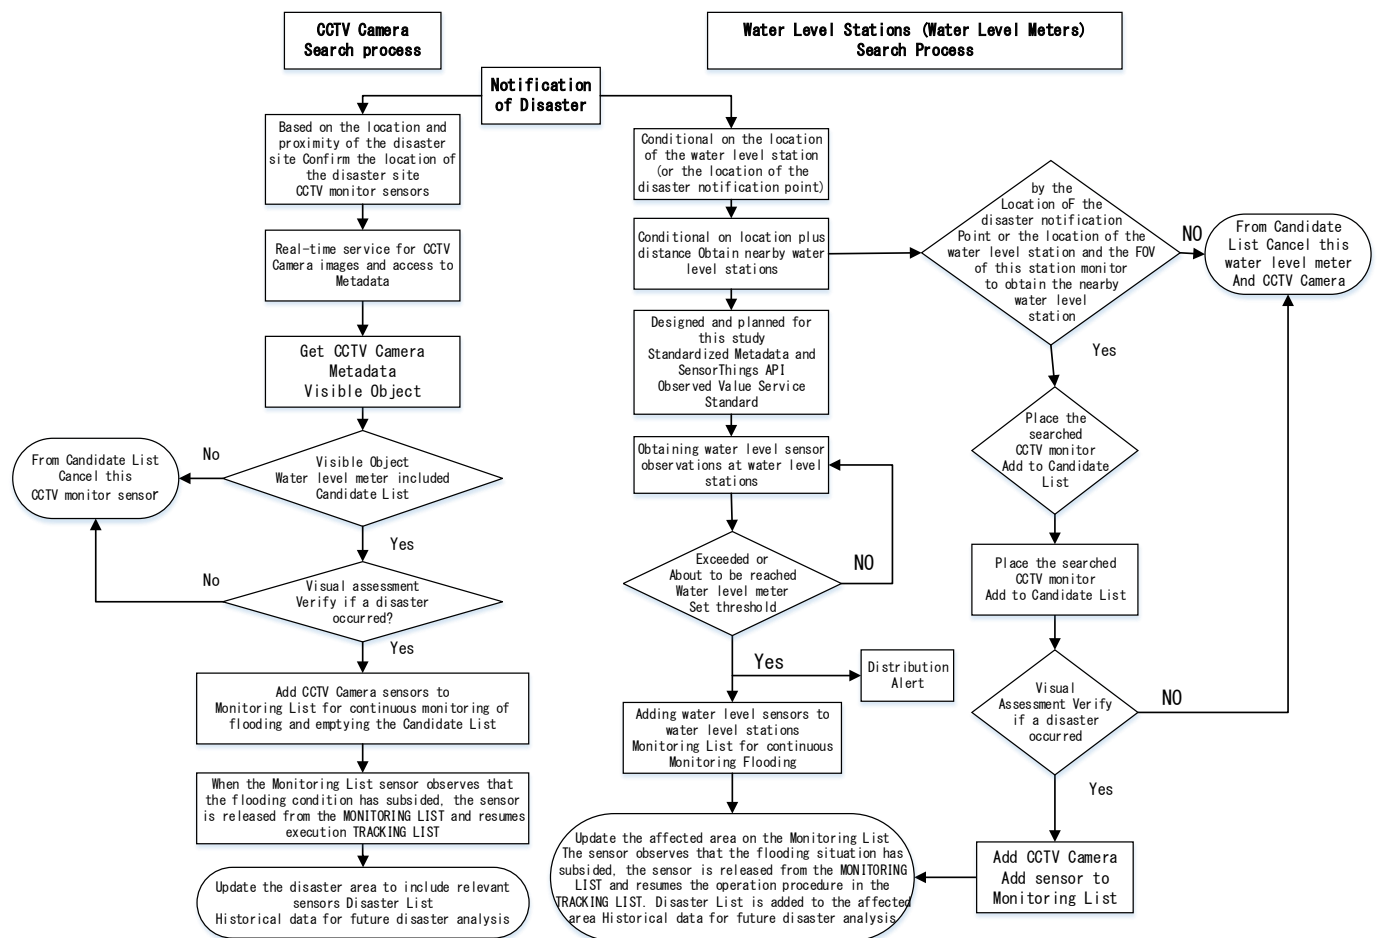 CCTV Camera
Search process
Water Level Stations (Water Level Meters)
Search Process
Notification
of Disaster
Based on the location and
proximity of the disaster
site Confirm the location of
the disaster site
CCTV monitor sensors
Real-time service for CCTV
Camera images and access to
Metadata
Get CCTV Camera
Metadata
Visible Object
Visible Object
Water level meter included
Candidate List
No
From Candidate List
Cancel this
CCTV monitor sensor
Yes
Visual assessment
Verify if a disaster
occurred?
No
Yes
Add CCTV Camera sensors to
Monitoring List for continuous monitoring of
flooding and emptying the Candidate List
When the Monitoring List sensor observes that
the flooding condition has subsided, the sensor
is released from the MONITORING LIST and resumes
execution TRACKING LIST
Update the disaster area to include relevant
sensors Disaster List
Historical data for future disaster analysis
Conditional on the location
of the water level station
(or the location of the
disaster notification point)
Conditional on location plus
distance Obtain nearby water
level stations
Designed and planned for
this study
Standardized Metadata and
SensorThings API
Observed Value Service
Standard
Obtaining water level sensor
observations at water level
stations
Exceeded or
About to be reached
Water level meter
Set threshold
NO
Yes
Distribution
Alert
Adding water level sensors to
water level stations
Monitoring List for continuous
Monitoring Flooding
Update the affected area on the Monitoring List
The sensor observes that the flooding situation has
subsided, the sensor is released from the MONITORING
LIST and resumes the operation procedure in the
TRACKING LIST. Disaster List is added to the affected
area Historical data for future disaster analysis
by the
Location oF the
disaster notification
Point or the location of the
water level station and the FOV
of this station monitor
to obtain the nearby
water level
station
NO
From Candidate
List Cancel this
water level meter
And CCTV Camera
Yes
Place the
searched
CCTV monitor
Add to Candidate
List
Place the searched
CCTV monitor
Add to Candidate List
Visual
Assessment Verify
if a disaster
occurred
NO
Yes
Add CCTV Camera
Add sensor to
Monitoring List